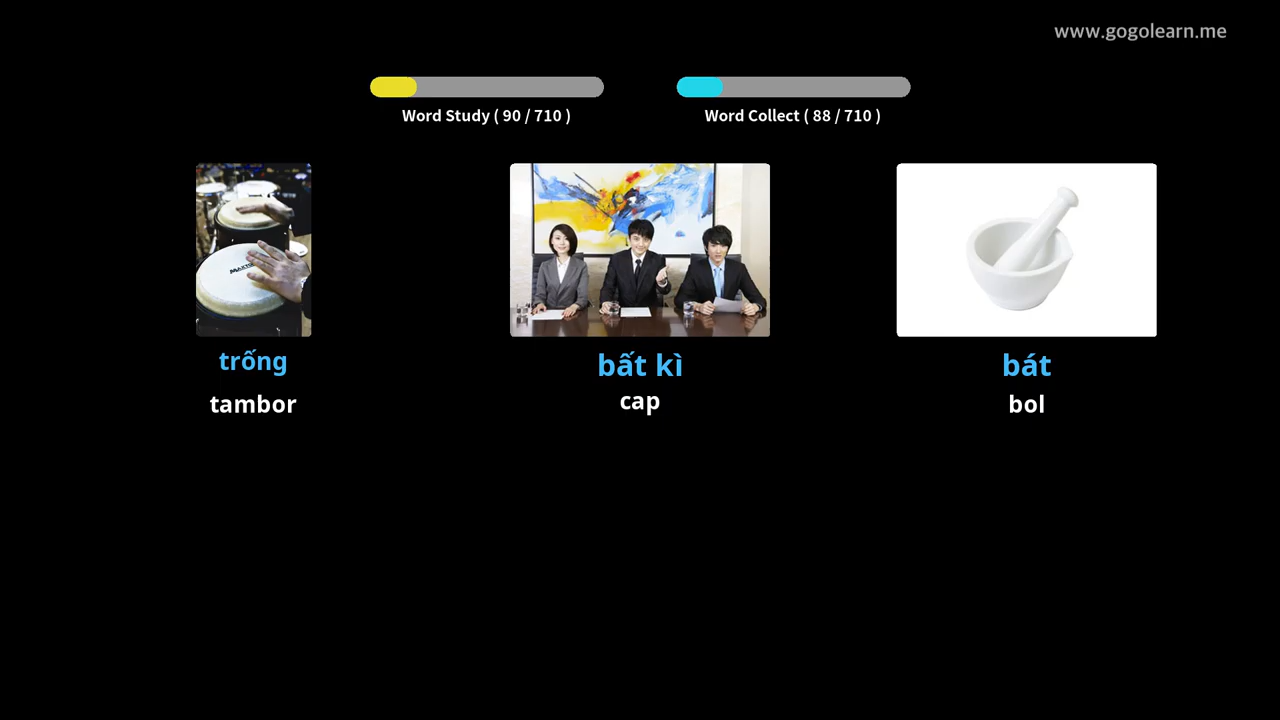 www.gogolearn.me
Word Study ( 90 / 710 )
Word Collect ( 88 / 710 )
trống
tambor
bất kì
cap
bát
bol